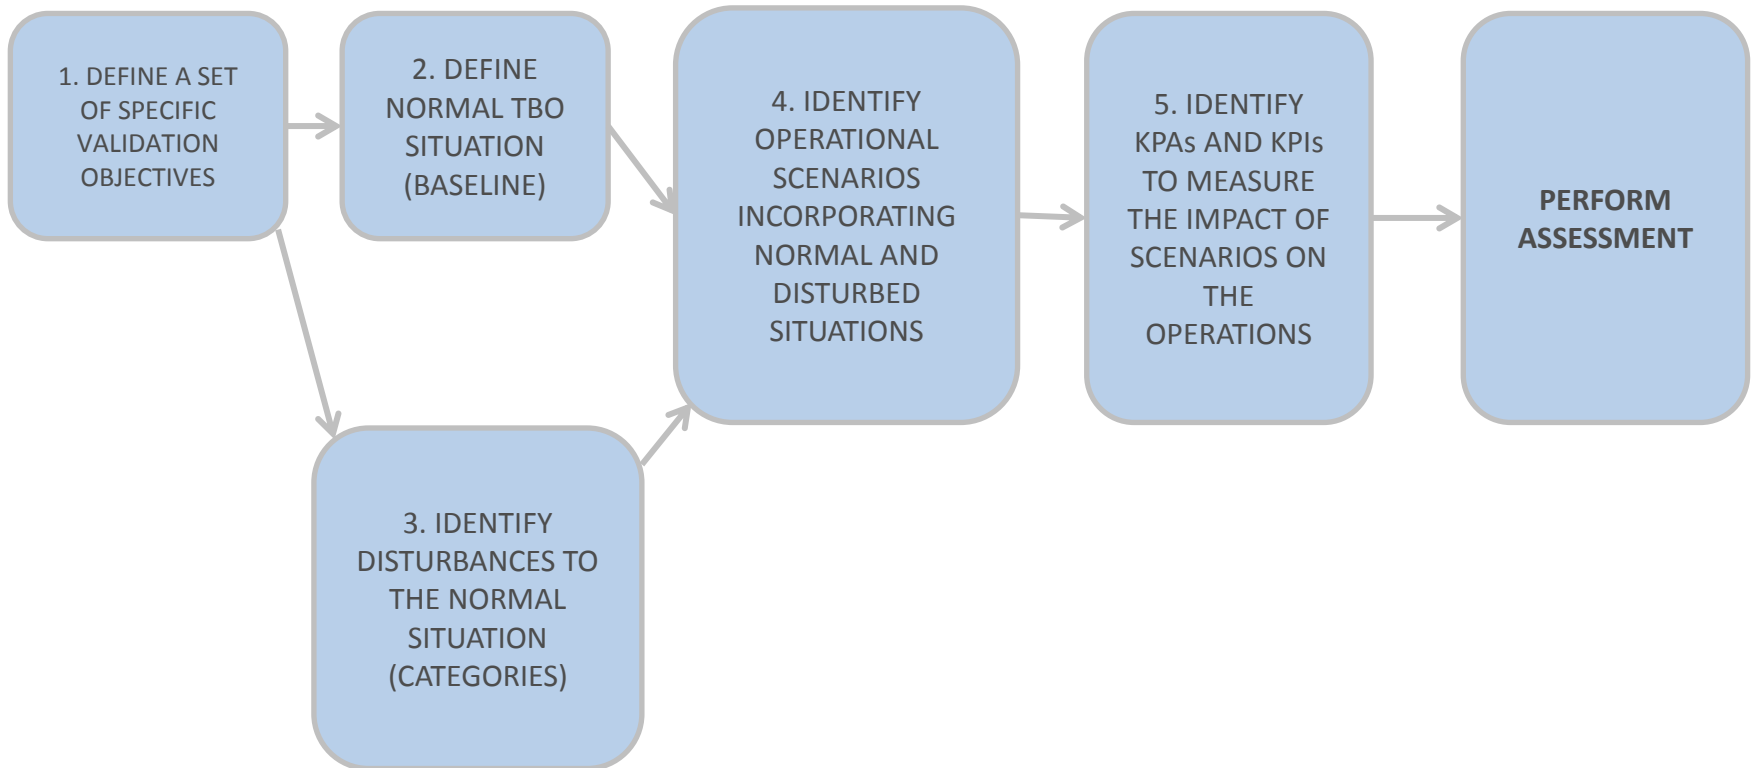 1. DEFINE A SET
OF SPECIFIC
VALIDATION
OBJECTIVES
2. DEFINE
NORMAL TBO
SITUATION
(BASELINE)
3. IDENTIFY
DISTURBANCES TO
THE NORMAL
SITUATION
(CATEGORIES)
4. IDENTIFY
OPERATIONAL
SCENARIOS
INCORPORATING
NORMAL AND
DISTURBED
SITUATIONS
5. IDENTIFY
KPAs AND KPIs
TO MEASURE
THE IMPACT OF
SCENARIOS ON
THE
OPERATIONS
PERFORM
ASSESSMENT